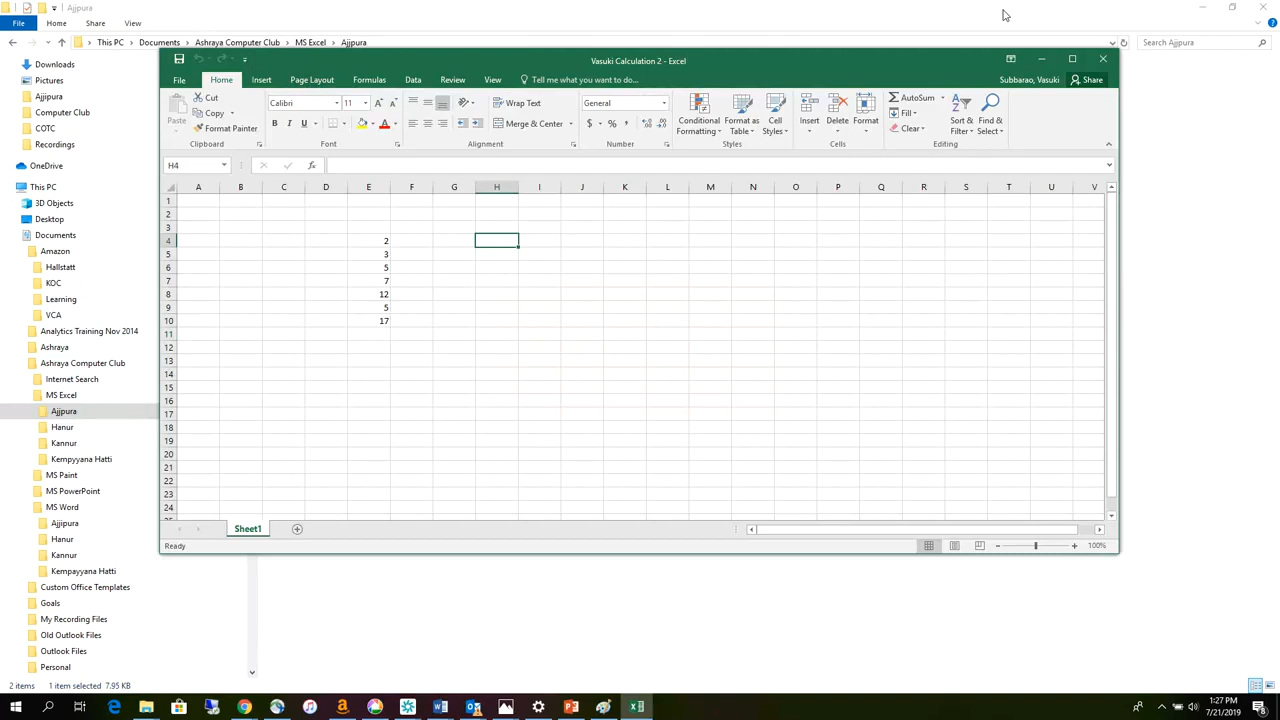 Ajjpura
File Home Share View
This PC Documents Ashraya Computer Club MS Excel Ajjpura Search Ajjpura
Downloads
Pictures
Ajjipura
Computer Club
COTC
Recordings
OneDrive
This PC
3D Objects
Desktop
Documents
Amazon
Hallstatt
KOC
Learning
VCA
Analytics Training Nov 2014
Ashraya
Ashraya Computer Club
Internet Search
MS Excel
Ajjpura
Hanur
Kannur
Kempyyana Hatti
MS Paint
MS PowerPoint
MS Word
Ajjipura
Hanur
Kannur
Kempayyana Hatti
Custom Office Templates
Goals
My Recording Files
Old Outlook Files
Outlook Files
Personal
2 items 1 item selected 7.95 KB
Vasuki Calculation 2 - Excel
File Home Insert Page Layout Formulas Data Review View Tell me what you want to do... Subbarao, Vasuki Share
Paste Cut Copy Format Painter
Calibri 11 A A
B I U A
Wrap Text
Merge & Center
General
$ % ,
Conditional Formatting Format as Table Cell Styles
Insert Delete Format
AutoSum Fill Clear
Sort & Filter Find & Select
Clipboard Font Alignment Number Styles Cells Editing
H4 fx
A B C D E F G H I J K L M N O P Q R S T U V
1
2
3
4 2
5 3
6 5
7 7
8 12
9 5
10 17
11
12
13
14
15
16
17
18
19
20
21
22
23
24
Sheet1
Ready 100%
1:27 PM
7/21/2019